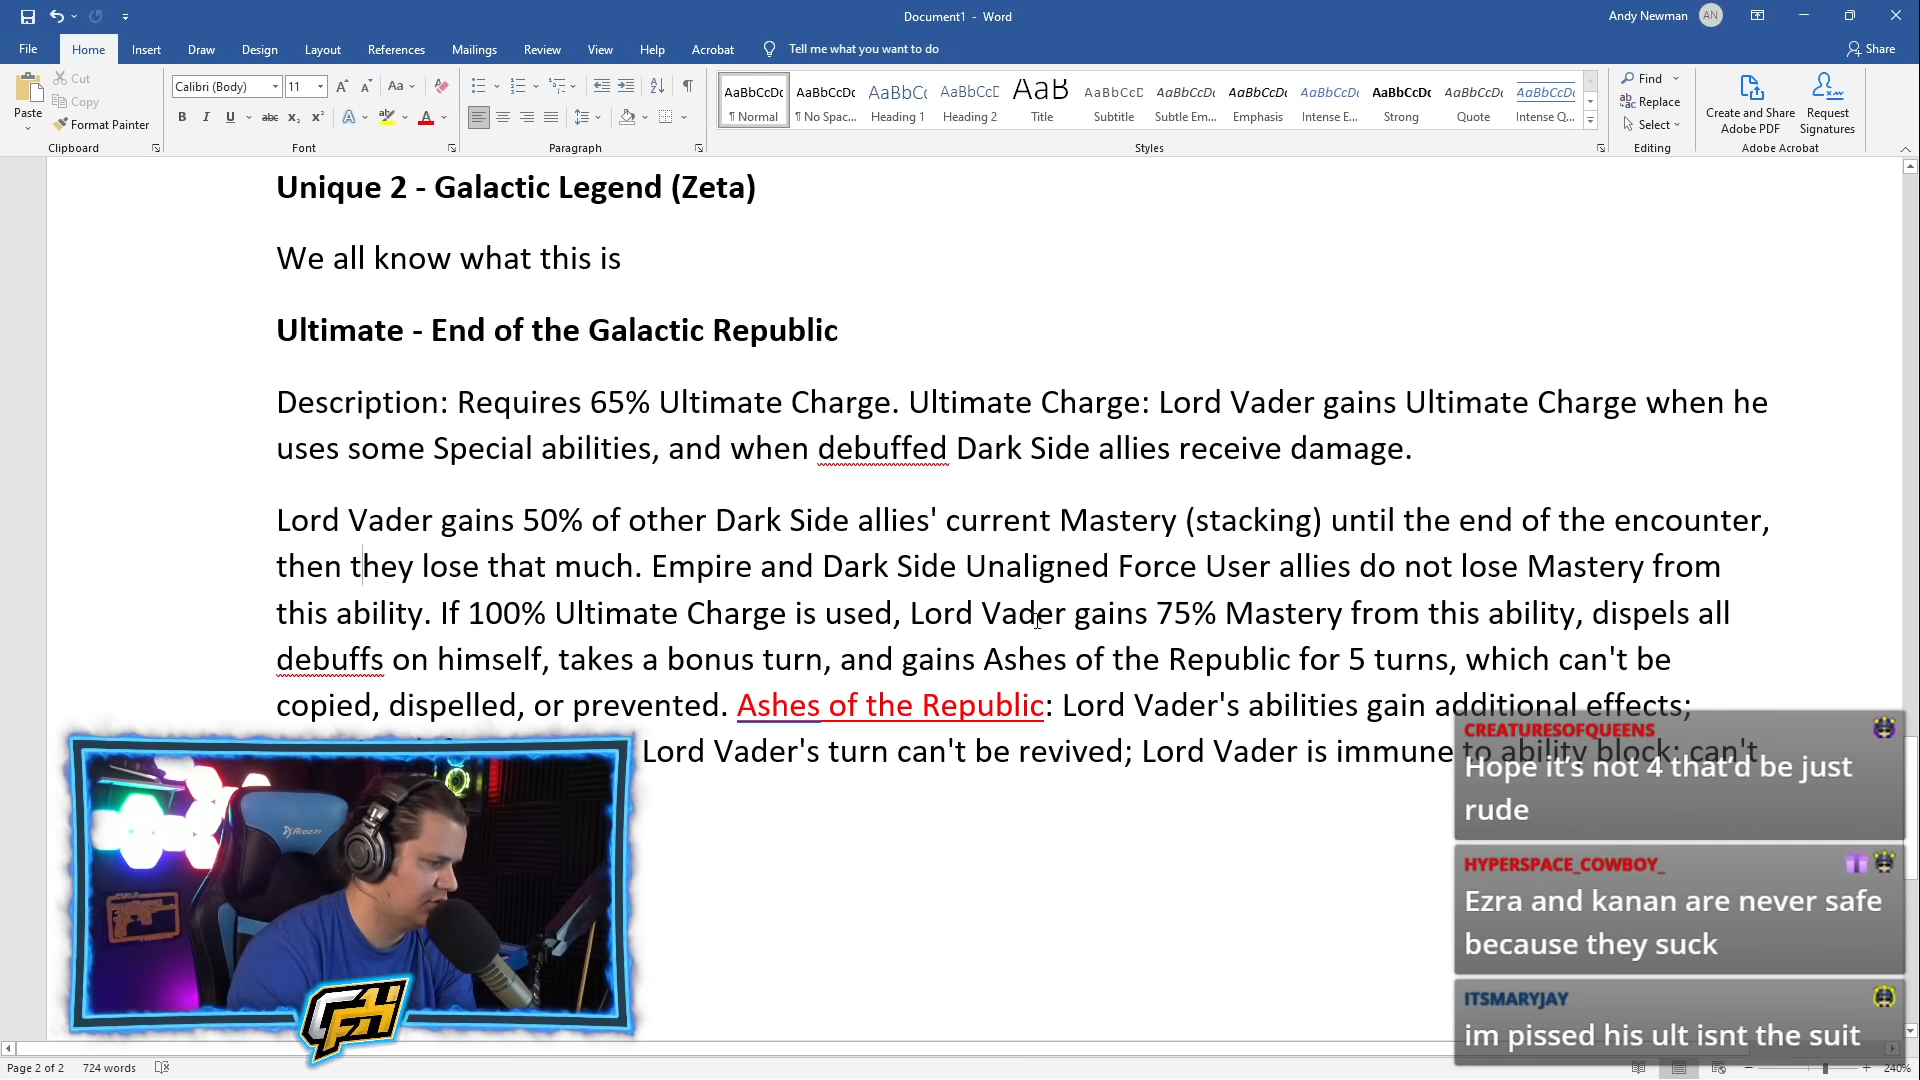 Document1 - Word
Andy Newman
AN
File
Home
Insert
Draw
Design
Layout
References
Mailings
Review
View
Help
Acrobat
Tell me what you want to do
Share
Paste
Cut
Copy
Format Painter
Clipboard
Calibri (Body)
11
Font
Paragraph
AaBbCcDc
¶ Normal
AaBbCcDc
¶ No Spac...
AaBbCc
Heading 1
AaBbCcD
Heading 2
AaB
Title
AaBbCcD
Subtitle
AaBbCcDc
Subtle Em...
AaBbCcDc
Emphasis
AaBbCcDc
Intense E...
AaBbCcDc
Strong
AaBbCcDc
Quote
AaBbCcDc
Intense Q...
Styles
Find
Replace
Select
Editing
Create and Share
Adobe PDF
Request
Signatures
Adobe Acrobat
Unique 2 - Galactic Legend (Zeta)
We all know what this is
Ultimate - End of the Galactic Republic
Description: Requires 65% Ultimate Charge. Ultimate Charge: Lord Vader gains Ultimate Charge when he
uses some Special abilities, and when debuffed Dark Side allies receive damage.
Lord Vader gains 50% of other Dark Side allies' current Mastery (stacking) until the end of the encounter,
then they lose that much. Empire and Dark Side Unaligned Force User allies do not lose Mastery from
this ability. If 100% Ultimate Charge is used, Lord Vader gains 75% Mastery from this ability, dispels all
debuffs on himself, takes a bonus turn, and gains Ashes of the Republic for 5 turns, which can't be
copied, dispelled, or prevented. Ashes of the Republic: Lord Vader's abilities gain additional effects;
Lord Vader's turn can't be revived; Lord Vader is immune to ability block; can't
CREATURESOFQUEENS
Hope it's not 4 that'd be just
rude
HYPERSPACE_COWBOY_
Ezra and kanan are never safe
because they suck
ITSMARYJAY
im pissed his ult isnt the suit
Arozzi
Page 2 of 2
724 words
240%